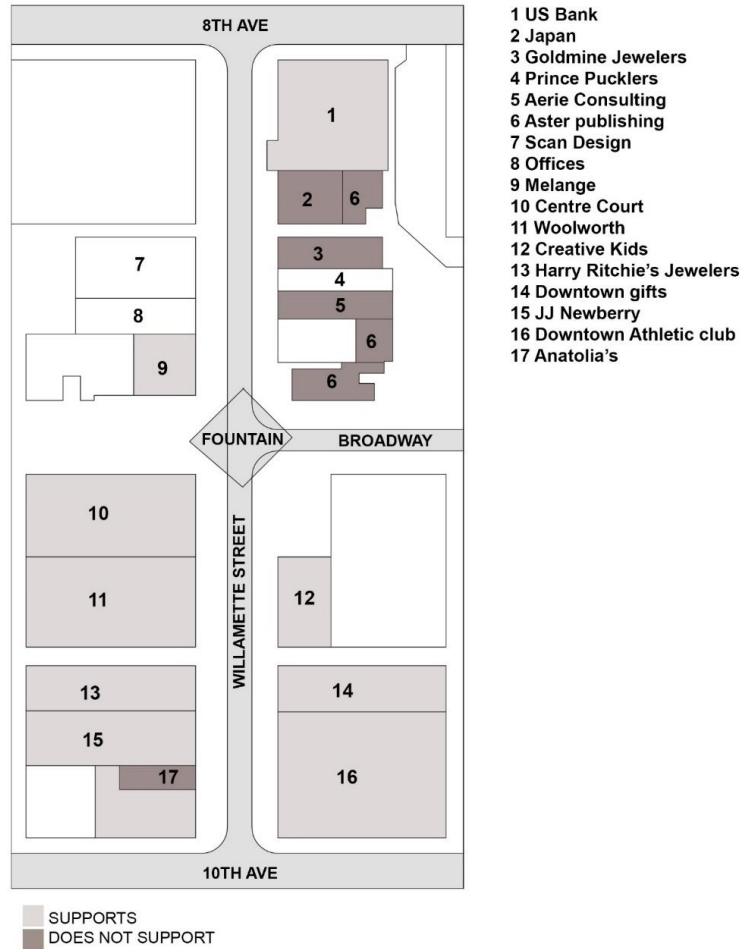 8TH AVE
1
2
6
3
4
5
6
6
7
8
9
FOUNTAIN
BROADWAY
WILLAMETTE STREET
10
11
12
13
14
15
16
17
10TH AVE
1 US Bank
2 Japan
3 Goldmine Jewelers
4 Prince Pucklers
5 Aerie Consulting
6 Aster publishing
7 Scan Design
8 Offices
9 Melange
10 Centre Court
11 Woolworth
12 Creative Kids
13 Harry Ritchie's Jewelers
14 Downtown gifts
15 JJ Newberry
16 Downtown Athletic club
17 Anatolia's
SUPPORTS
DOES NOT SUPPORT